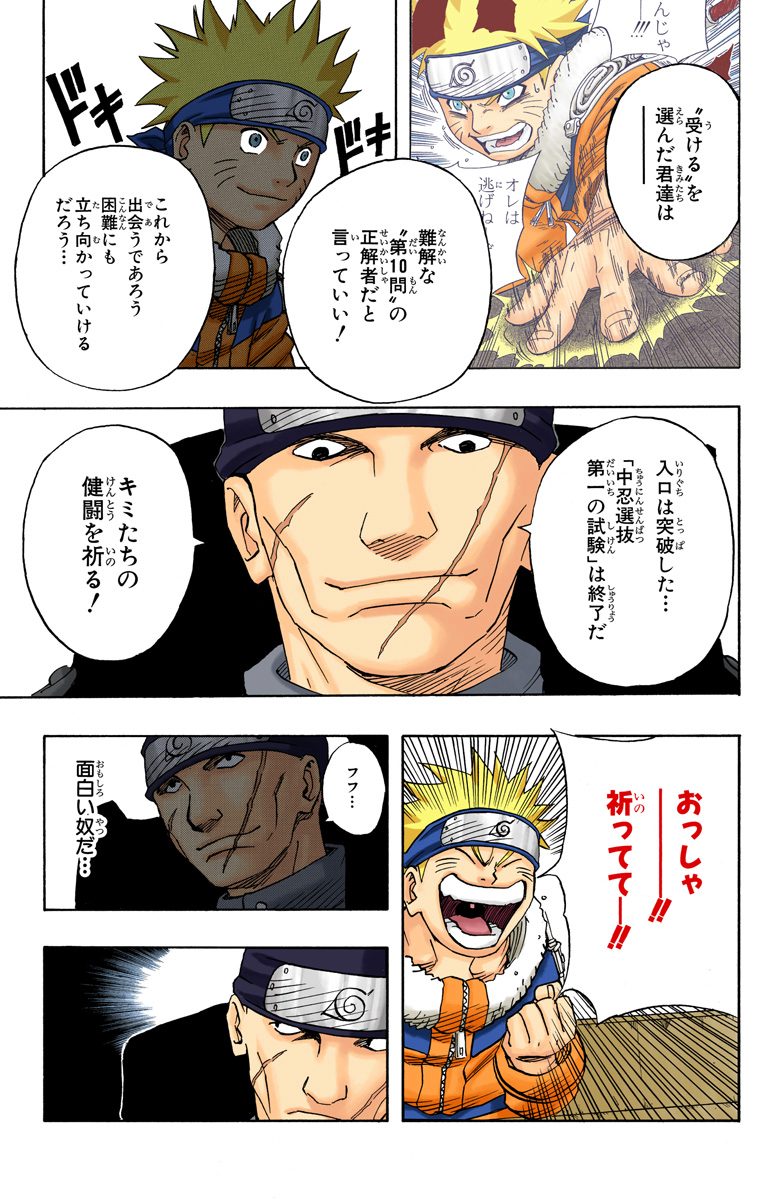 “受ける”を
選んだ君達は
――
んじゃ
――!!!
オレは
逃げね
難解な
“第10問”の
正解者だと
言っていい!
ドキ
ドキ
これから
出会うであろう
困難にも
立ち向かっていける
だろう…
入口は突破した…
「中忍選抜
第一の試験」は終了だ
キミたちの
健闘を祈る!
おっしゃ
――!!
祈っててー!!
フフ…
面白い奴だ…